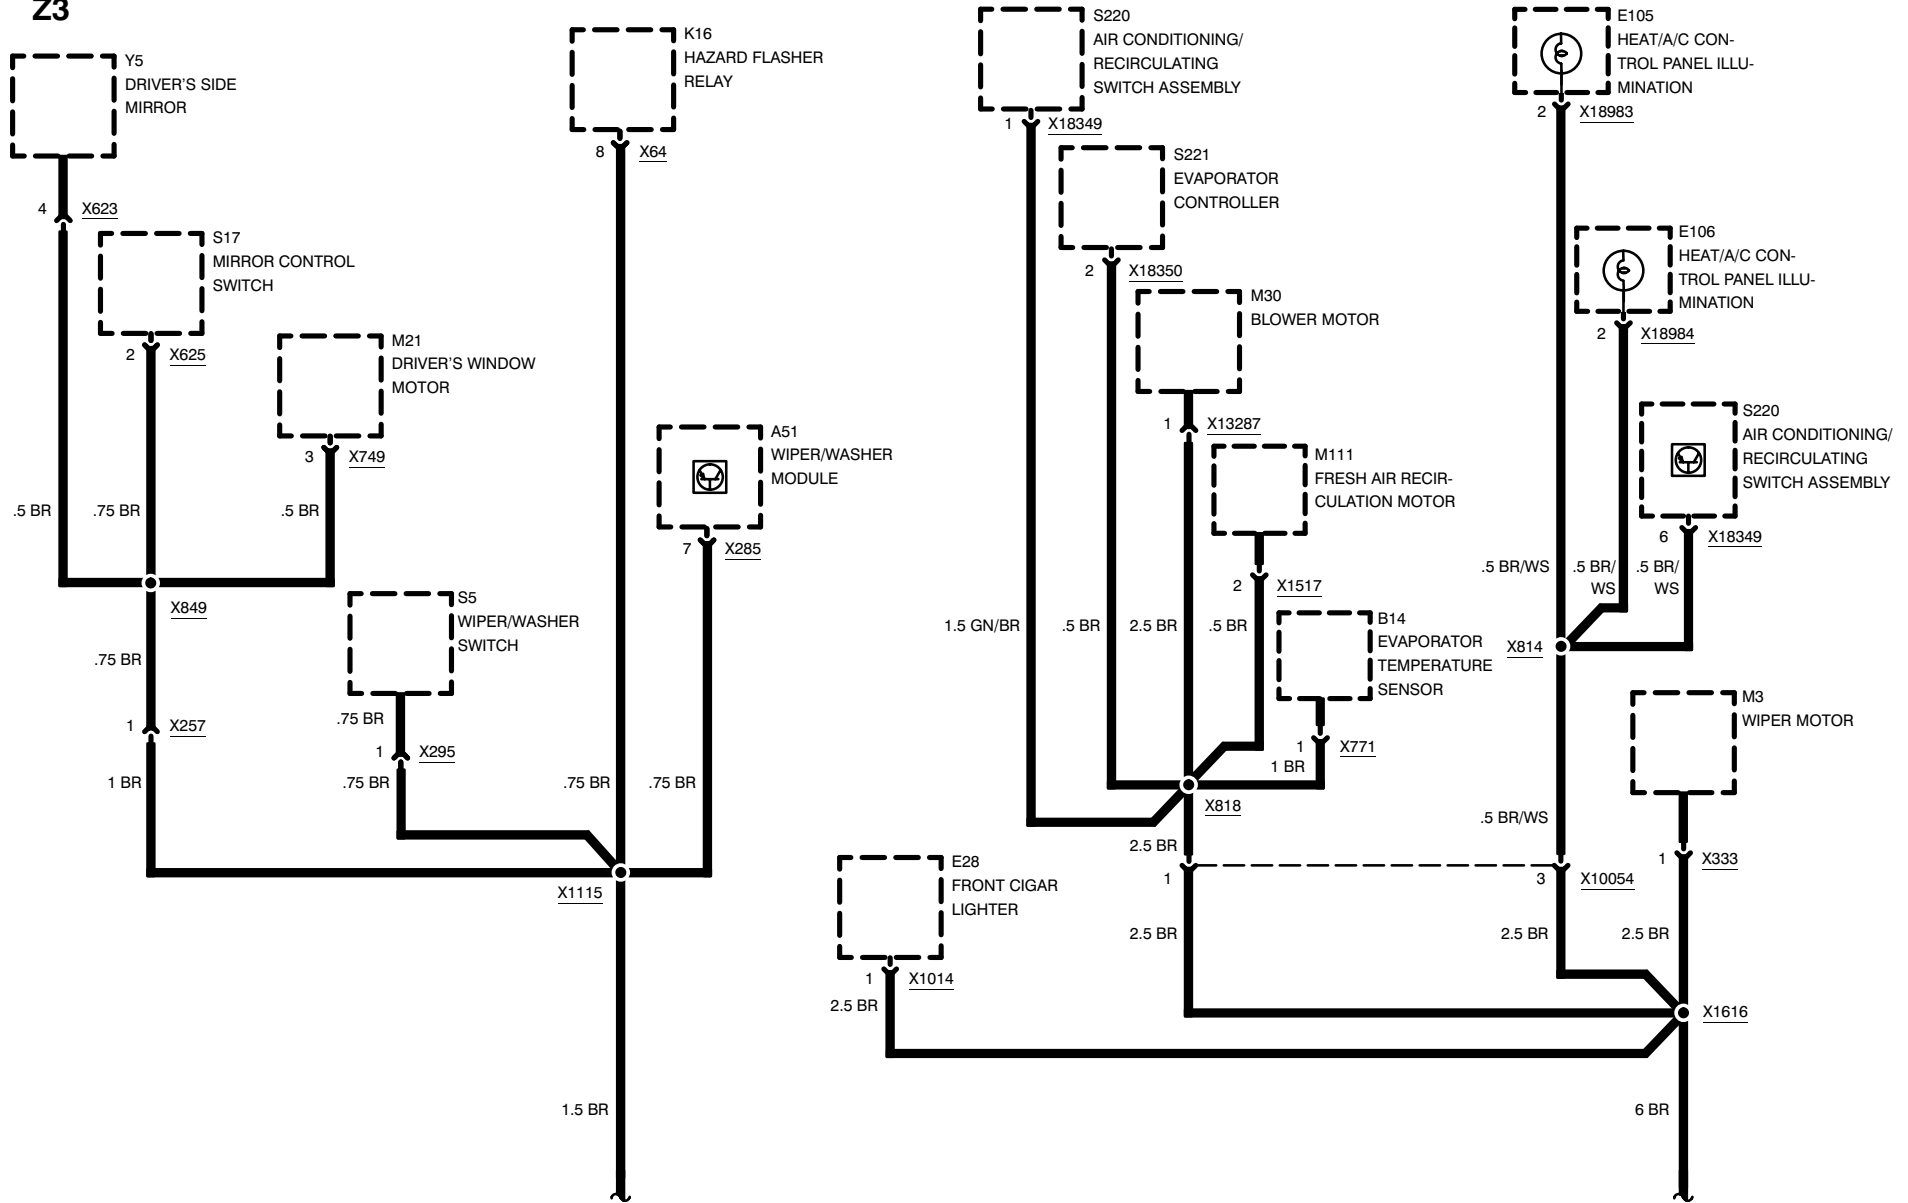 Z3
Y5
DRIVER'S SIDE
MIRROR
4 X623
S17
MIRROR CONTROL
SWITCH
2 X625
M21
DRIVER'S WINDOW
MOTOR
3 X749
.5 BR
.75 BR
.5 BR
X849
.75 BR
1 X257
1 BR
S5
WIPER/WASHER
SWITCH
.75 BR
1 X295
.75 BR
K16
HAZARD FLASHER
RELAY
8 X64
.75 BR
A51
WIPER/WASHER
MODULE
7 X285
.75 BR
X1115
1.5 BR
S220
AIR CONDITIONING/
RECIRCULATING
SWITCH ASSEMBLY
1 X18349
S221
EVAPORATOR
CONTROLLER
2 X18350
M30
BLOWER MOTOR
1 X13287
M111
FRESH AIR RECIR-
CULATION MOTOR
2 X1517
B14
EVAPORATOR
TEMPERATURE
SENSOR
1 X771
1 BR
1.5 GN/BR
.5 BR
2.5 BR
.5 BR
X818
2.5 BR
1
2.5 BR
E28
FRONT CIGAR
LIGHTER
1 X1014
2.5 BR
E105
HEAT/A/C CON-
TROL PANEL ILLU-
MINATION
2 X18983
E106
HEAT/A/C CON-
TROL PANEL ILLU-
MINATION
2 X18984
S220
AIR CONDITIONING/
RECIRCULATING
SWITCH ASSEMBLY
6 X18349
.5 BR/WS
.5 BR/
WS
.5 BR/
WS
X814
.5 BR/WS
3 X10054
2.5 BR
M3
WIPER MOTOR
1 X333
2.5 BR
X1616
6 BR